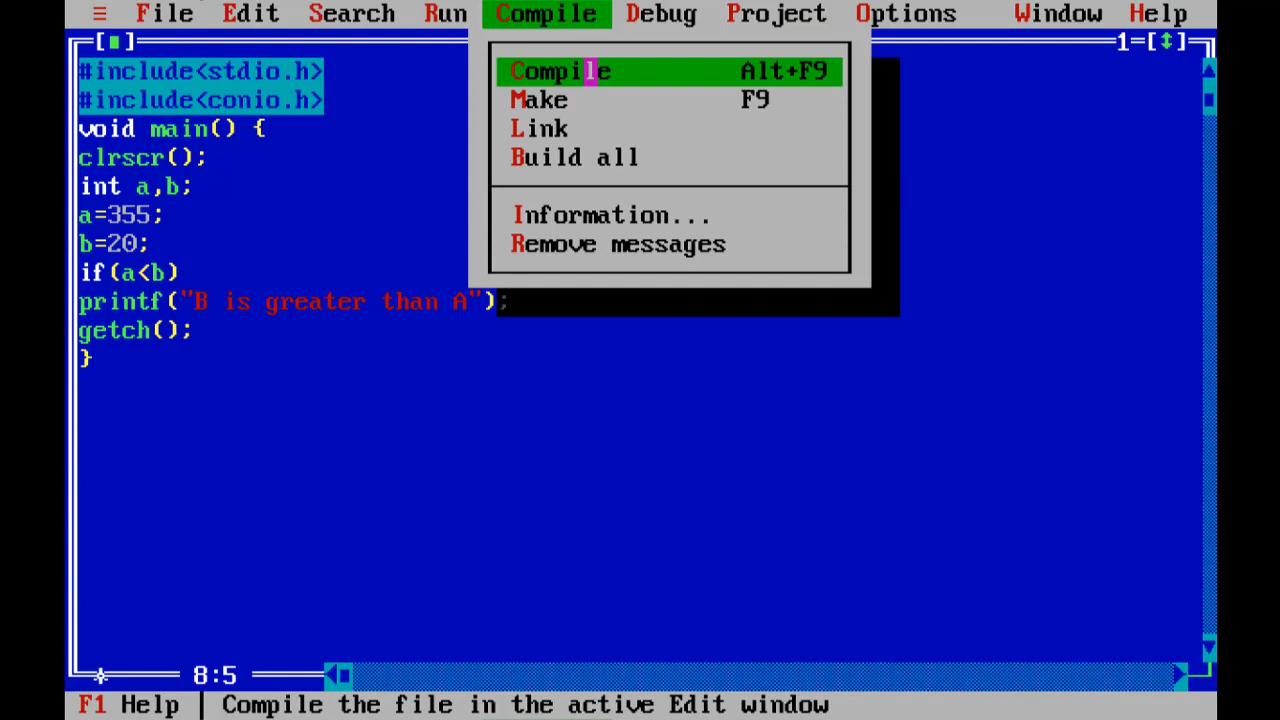 ≡ File Edit Search Run Compile Debug Project Options Window Help
[■] 1=[↕]
#include<stdio.h>
#include<conio.h>
void main() {
clrscr();
int a,b;
a=355;
b=20;
if(a<b)
printf("B is greater than A");
getch();
}
Compile Alt+F9
Make F9
Link
Build all
Information...
Remove messages
8:5
F1 Help │ Compile the file in the active Edit window